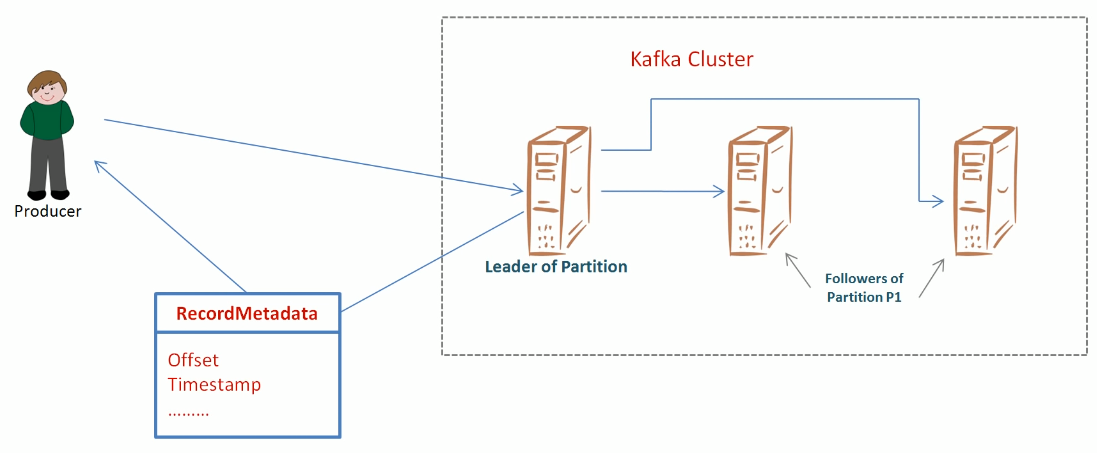 Kafka Cluster
Producer
Leader of Partition
Followers of
Partition P1
RecordMetadata
Offset
Timestamp
.........